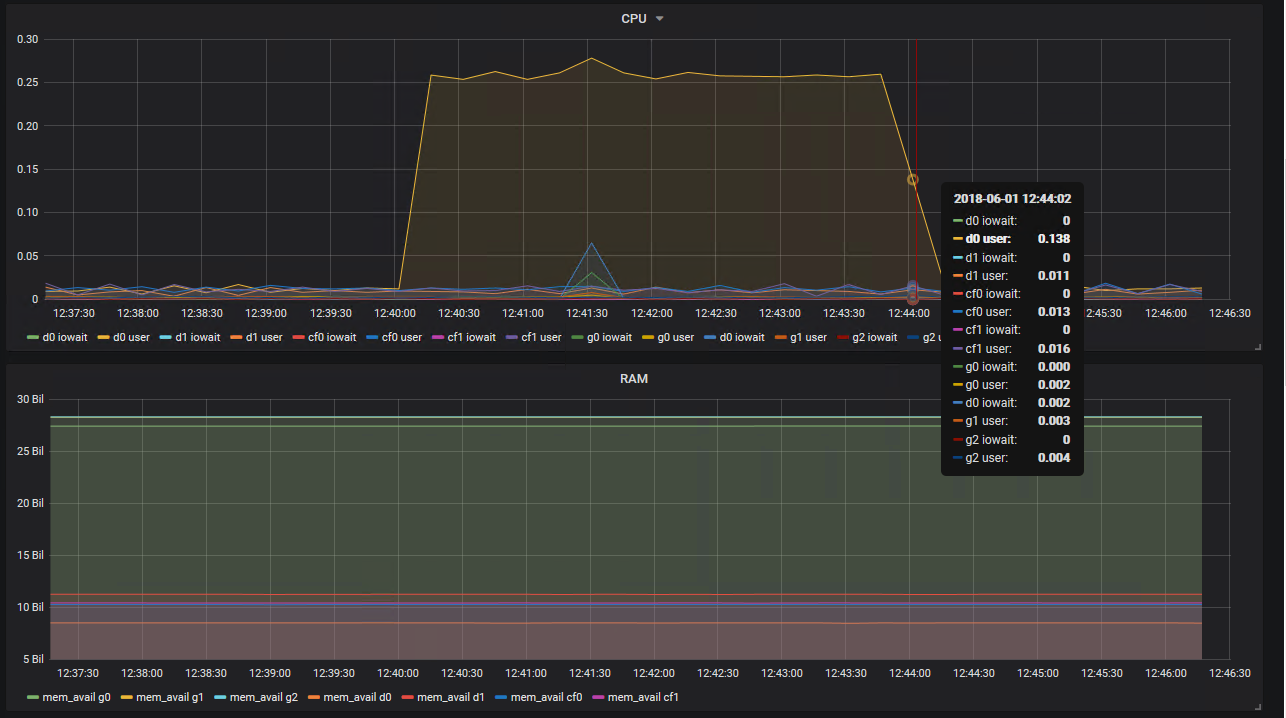 CPU
0.30
0.25
0.20
0.15
0.10
0.05
0
12:37:30 12:38:00 12:38:30 12:39:00 12:39:30 12:40:00 12:40:30 12:41:00 12:41:30 12:42:00 12:42:30 12:43:00 12:43:30 12:44:00 2:45:30 12:46:00 12:46:30
d0 iowait d0 user d1 iowait d1 user cf0 iowait cf0 user cf1 iowait cf1 user g0 iowait g0 user d0 iowait g1 user g2 iowait g2 u
2018-06-01 12:44:02
d0 iowait: 0
d0 user: 0.138
d1 iowait: 0
d1 user: 0.011
cf0 iowait: 0
cf0 user: 0.013
cf1 iowait: 0
cf1 user: 0.016
g0 iowait: 0.000
g0 user: 0.002
d0 iowait: 0.002
g1 user: 0.003
g2 iowait: 0
g2 user: 0.004
RAM
30 Bil
25 Bil
20 Bil
15 Bil
10 Bil
5 Bil
12:37:30 12:38:00 12:38:30 12:39:00 12:39:30 12:40:00 12:40:30 12:41:00 12:41:30 12:42:00 12:42:30 12:43:00 12:43:30 12:44:00 12:44:30 12:45:00 12:45:30 12:46:00 12:46:30
mem_avail g0 mem_avail g1 mem_avail g2 mem_avail d0 mem_avail d1 mem_avail cf0 mem_avail cf1